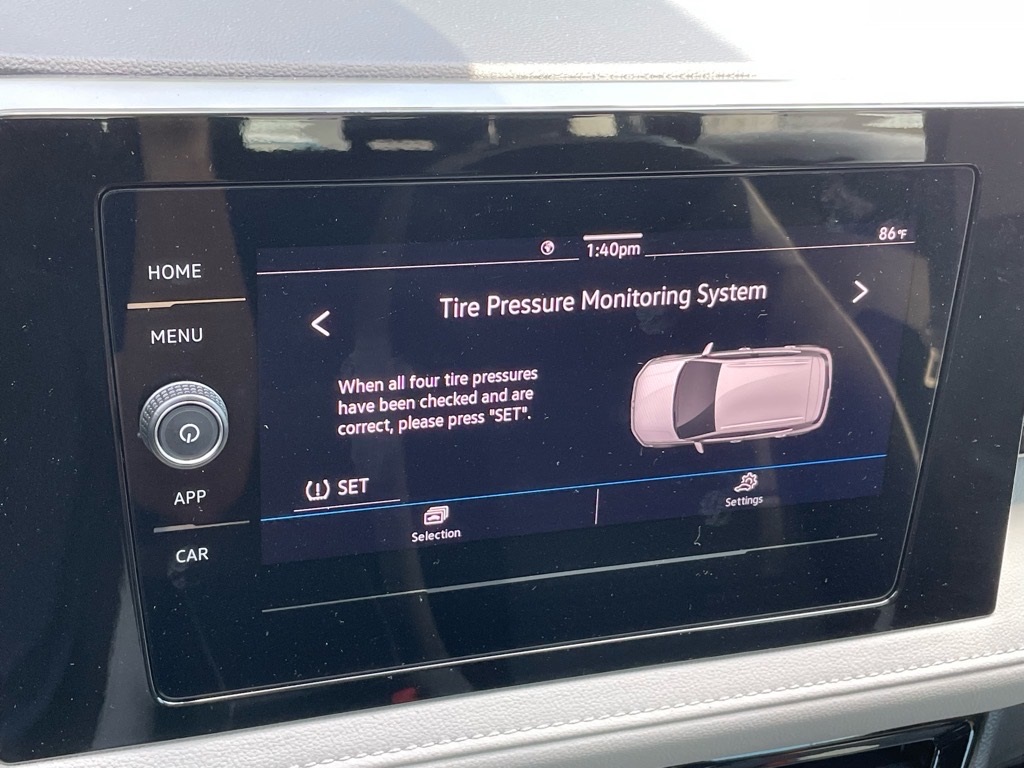 HOME
MENU
APP
CAR
1:40pm
86°F
Tire Pressure Monitoring System
When all four tire pressures
have been checked and are
correct, please press "SET".
SET
Selection
Settings